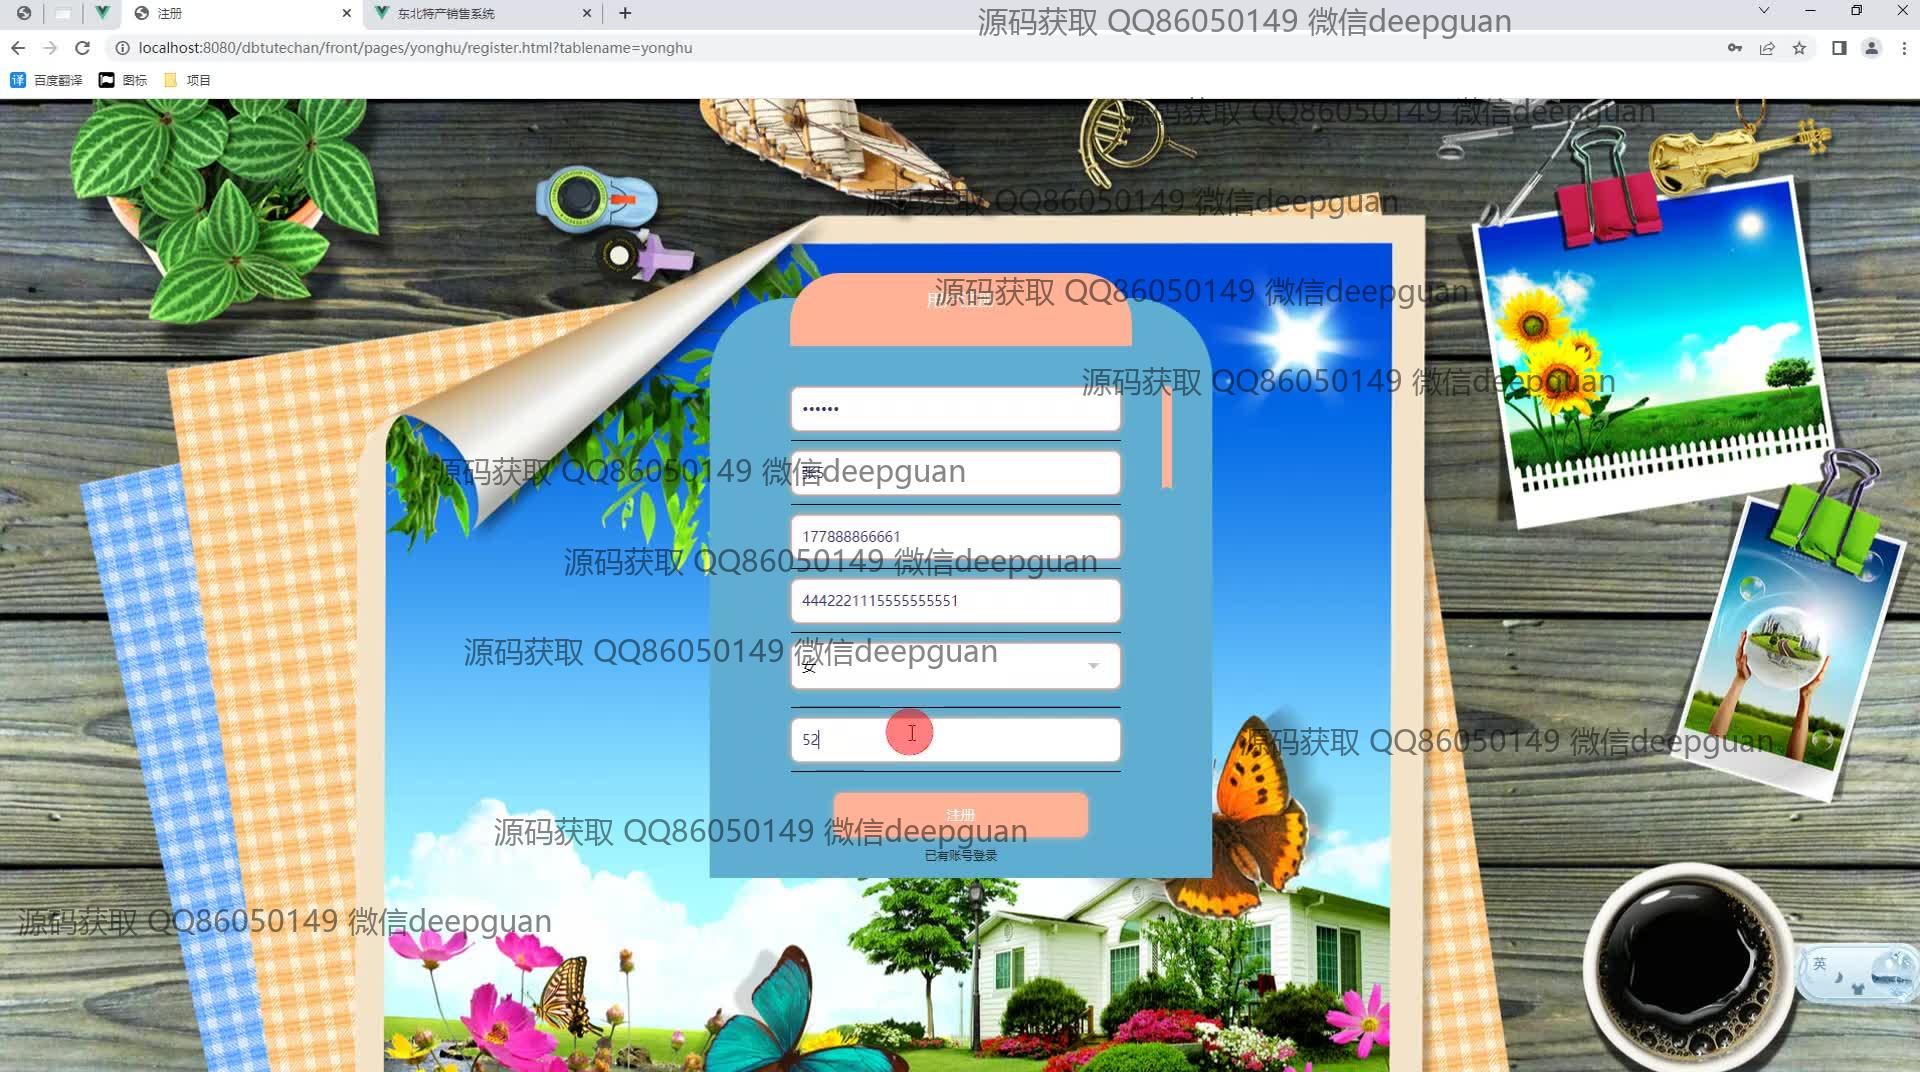 注册
东北特产销售系统
源码获取 QQ86050149 微信deepguan
localhost:8080/dbtutechan/front/pages/yonghu/register.html?tablename=yonghu
译 百度翻译
图标
项目
源码获取 QQ86050149 微信deepguan
源码获取 QQ86050149 微信deepguan
源码获取 QQ86050149 微信deepguan
源码获取 QQ86050149 微信deepguan
••••••
源码获取 QQ86050149 微信deepguan
177888866661
源码获取 QQ86050149 微信deepguan
4442221115555555551
源码获取 QQ86050149 微信deepguan
女
52
源码获取 QQ86050149 微信deepguan
注册
源码获取 QQ86050149 微信deepguan
已有账号登录
源码获取 QQ86050149 微信deepguan
英